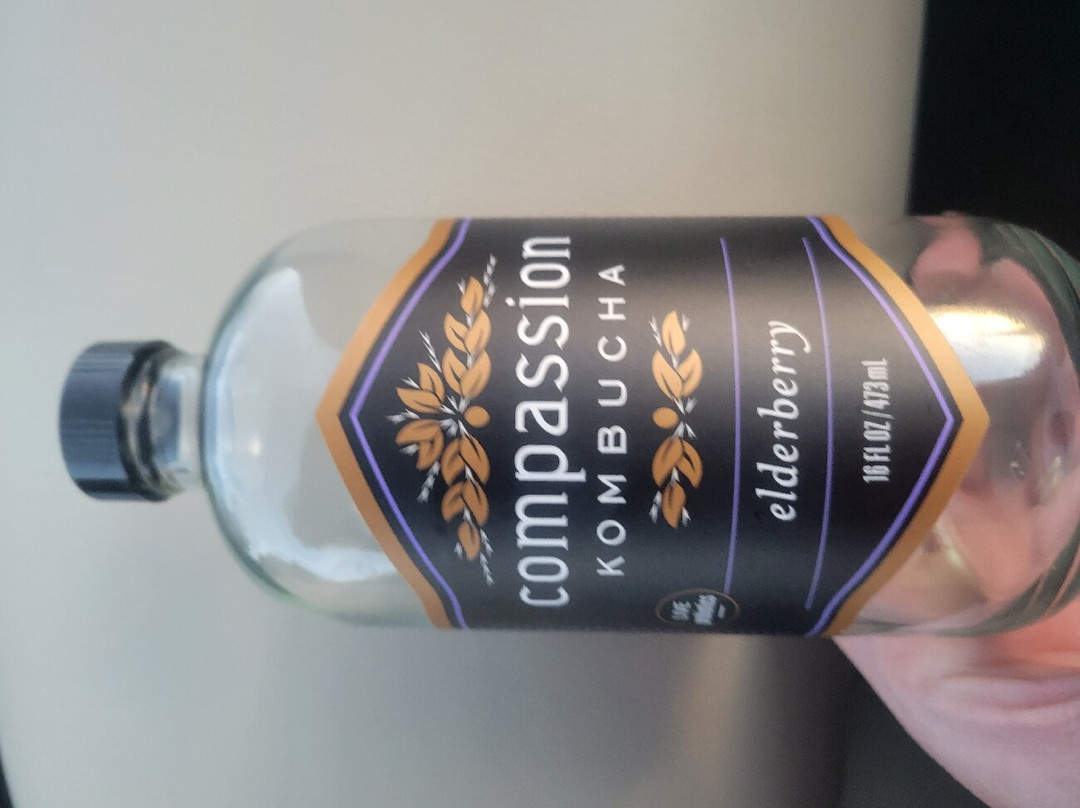 compassion
KOMBUCHA
elderberry
16 FL OZ/473 mL